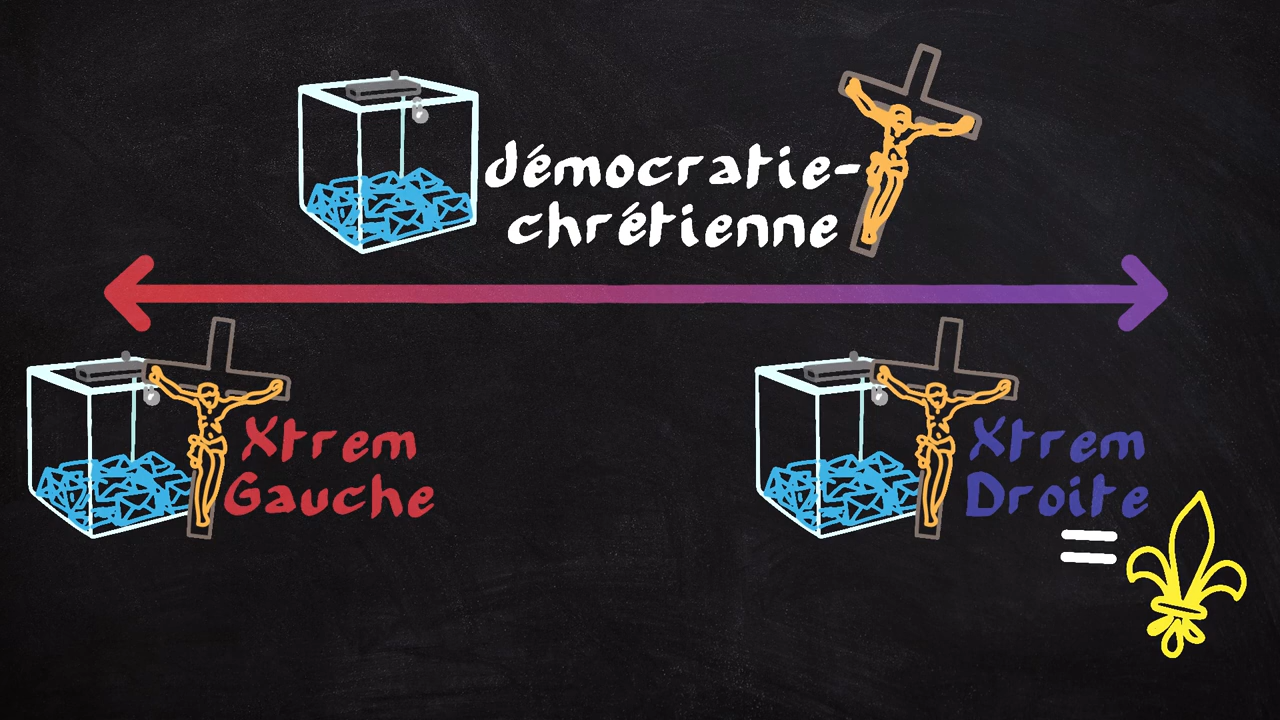 démocratie-
chrétienne
Xtrem
Gauche
Xtrem
Droite
=